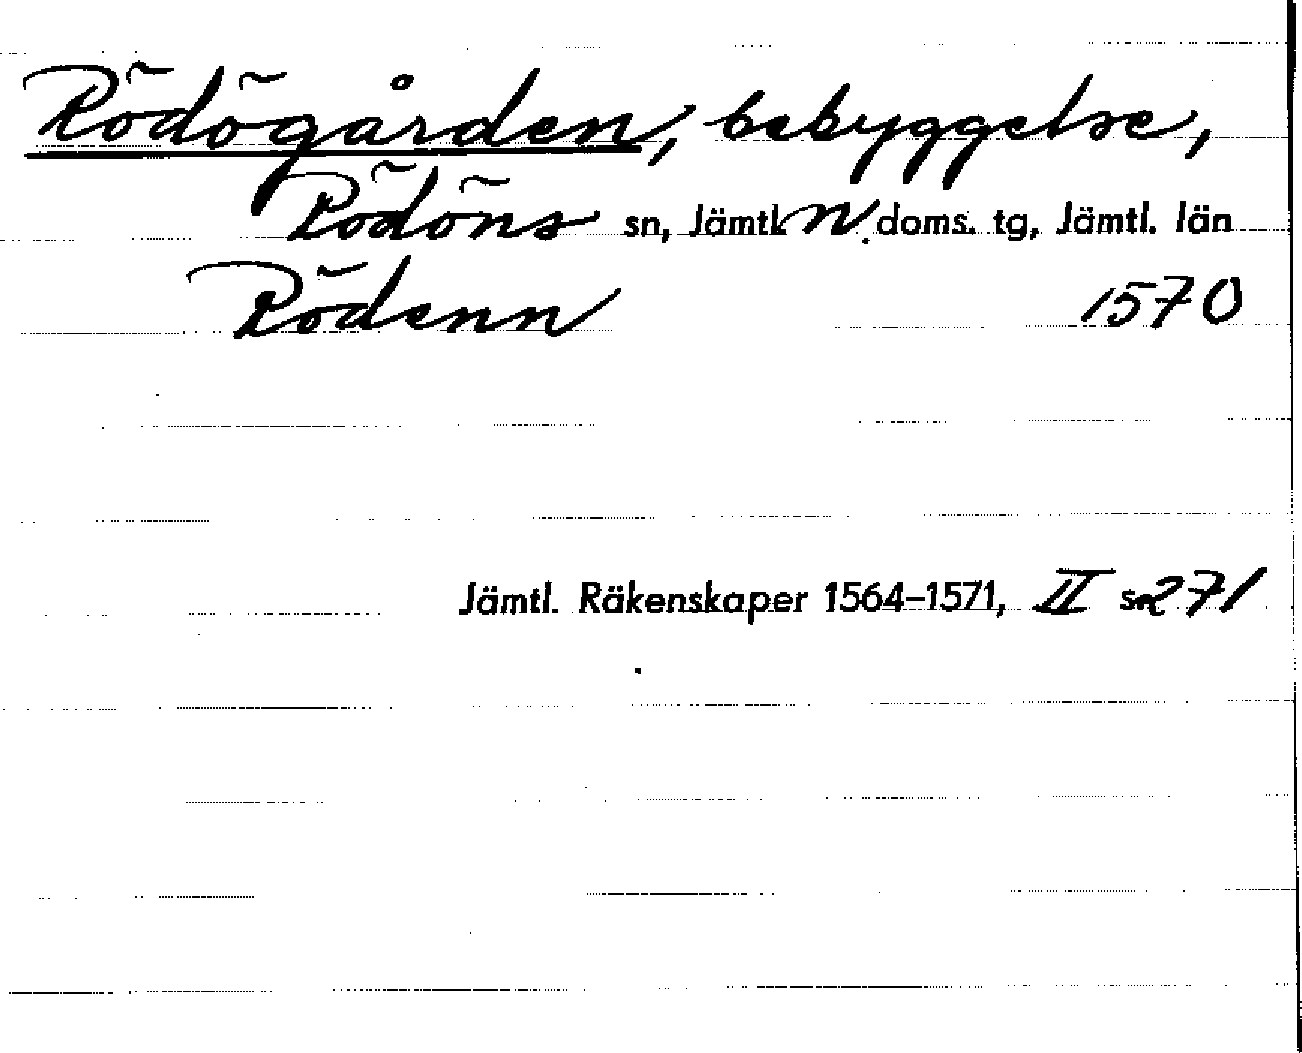 Rödögården, bebyggelse,
Rödöns sn, Jämtl. N. doms. tg, Jämtl. län
Rödenn 1570
Jämtl. Räkenskaper 1564–1571, II s. 271